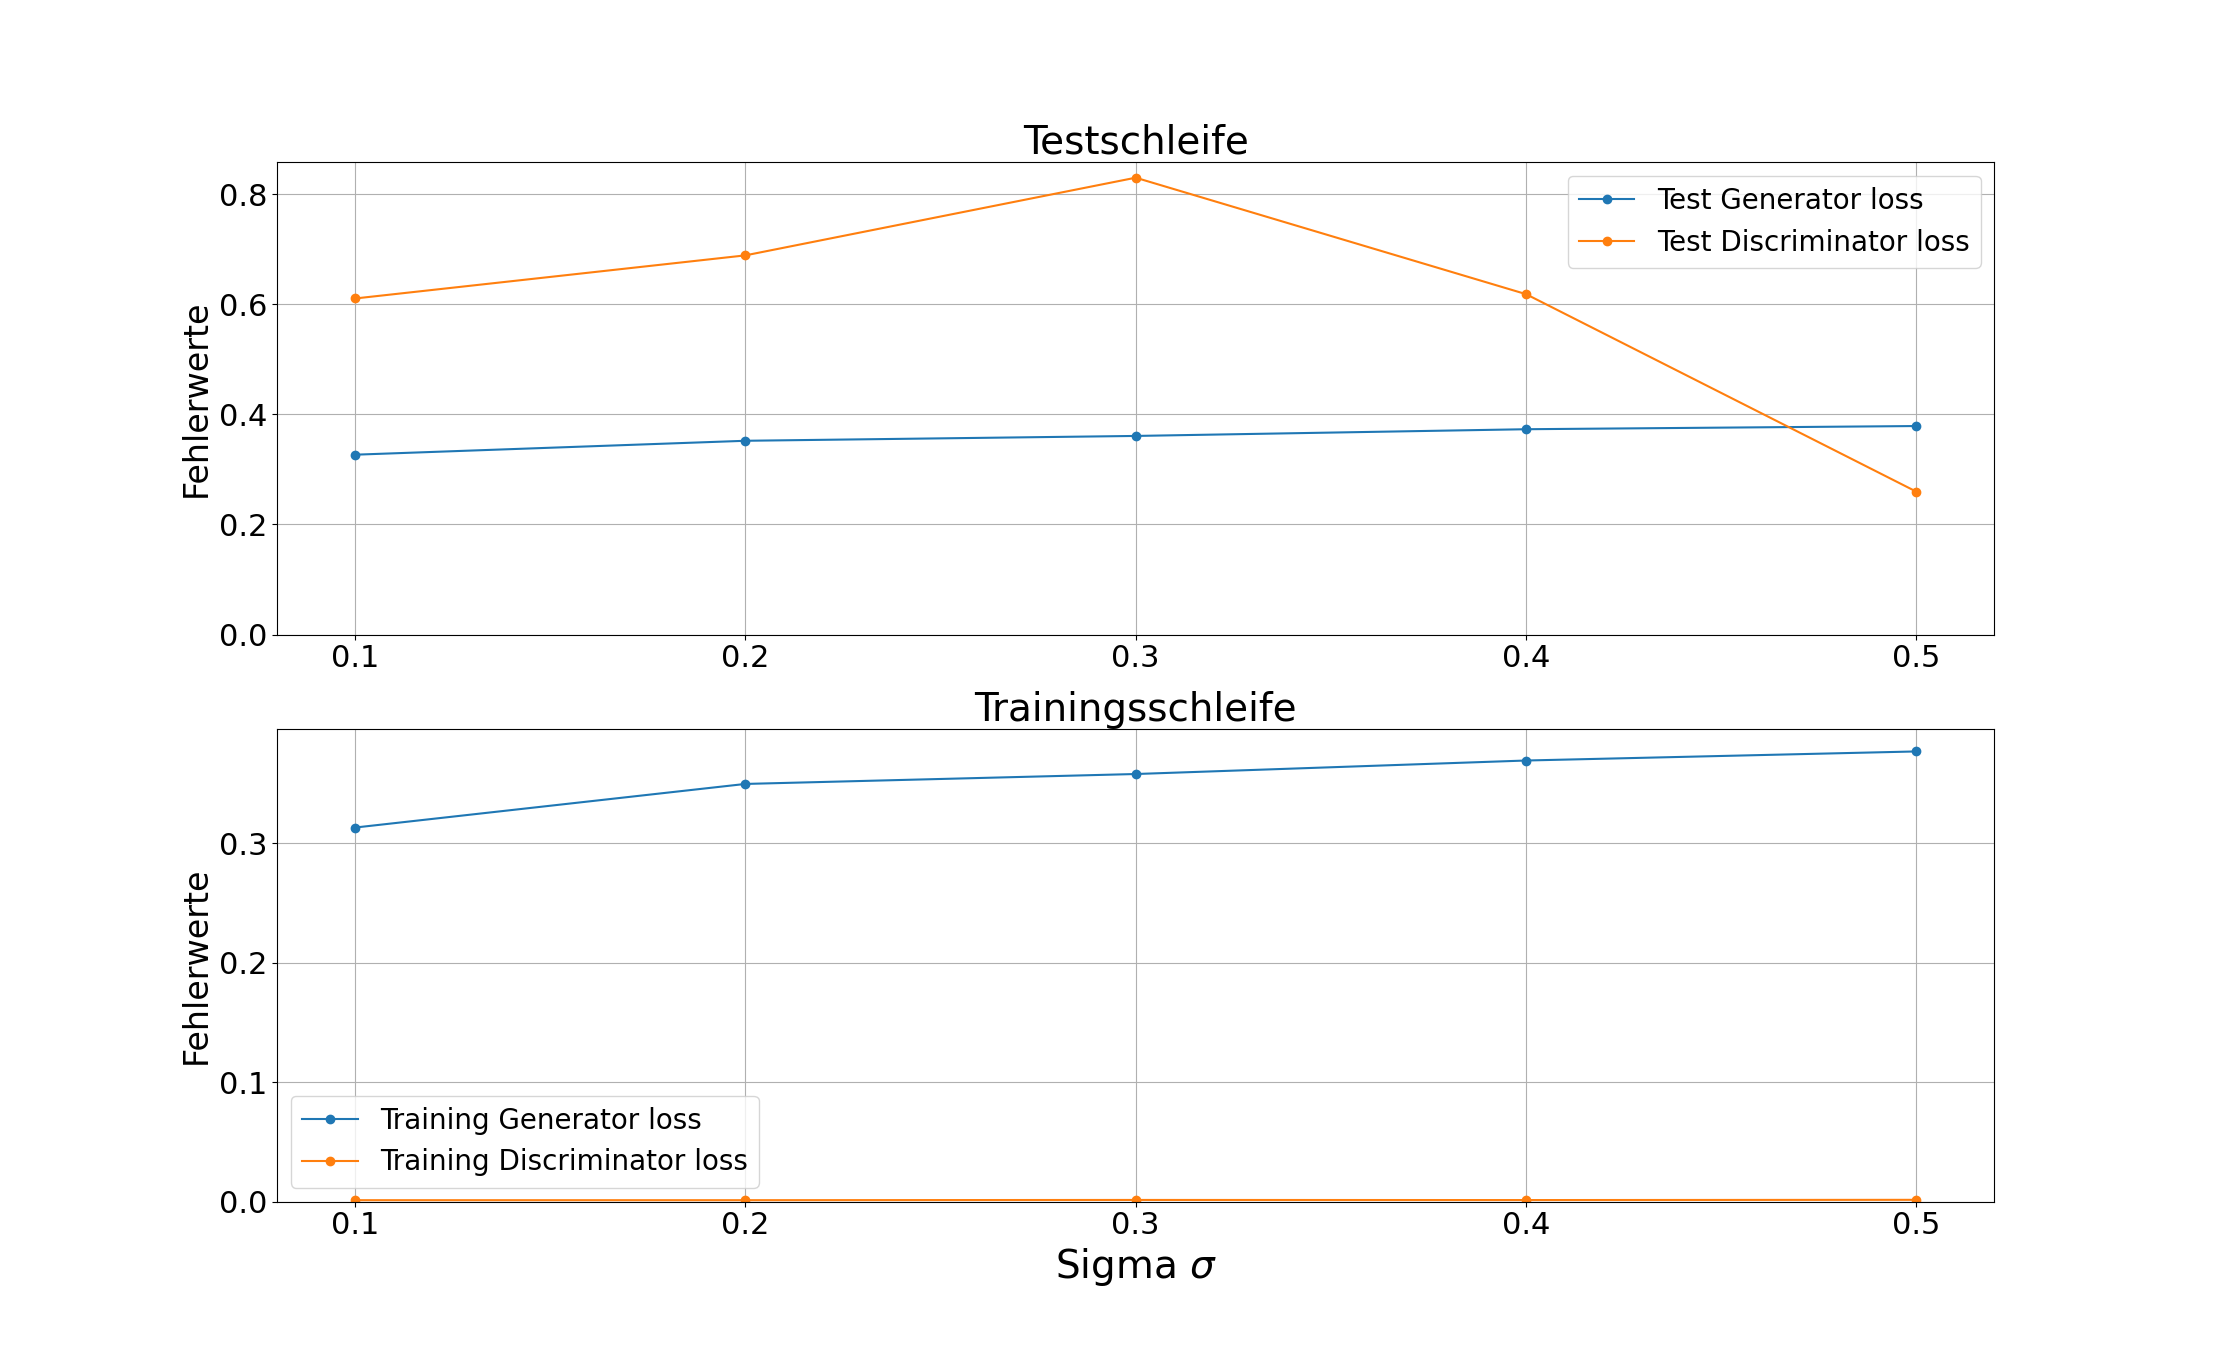 Testschleife
Fehlerwerte
0.8
0.6
0.4
0.2
0.0
Test Generator loss
Test Discriminator loss
0.1 0.2 0.3 0.4 0.5
Trainingsschleife
Fehlerwerte
0.3
0.2
0.1
0.0
Training Generator loss
Training Discriminator loss
0.1 0.2 0.3 0.4 0.5
Sigma σ